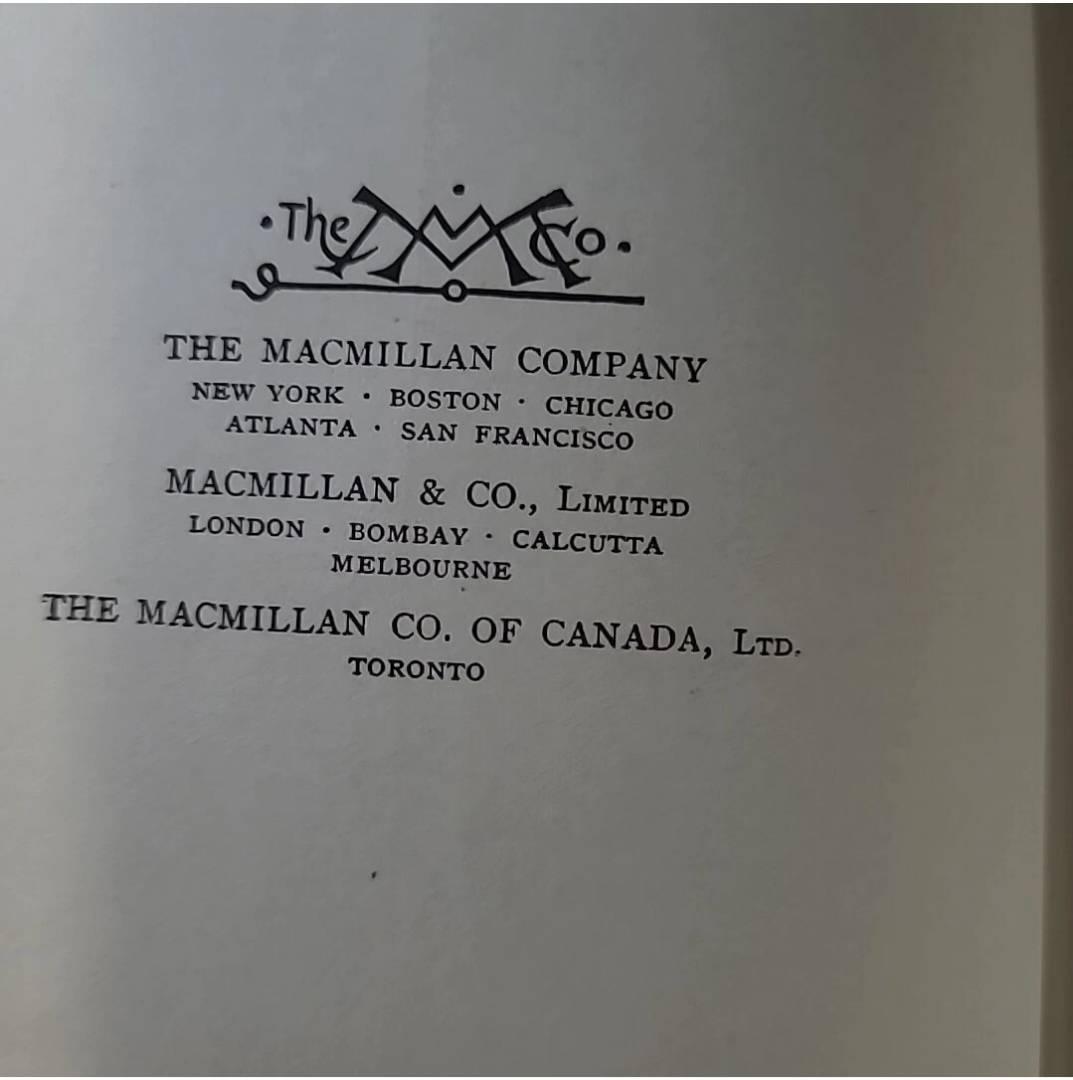 · The MM Co ·
THE MACMILLAN COMPANY
NEW YORK · BOSTON · CHICAGO
ATLANTA · SAN FRANCISCO
MACMILLAN & CO., LIMITED
LONDON · BOMBAY · CALCUTTA
MELBOURNE
THE MACMILLAN CO. OF CANADA, LTD.
TORONTO